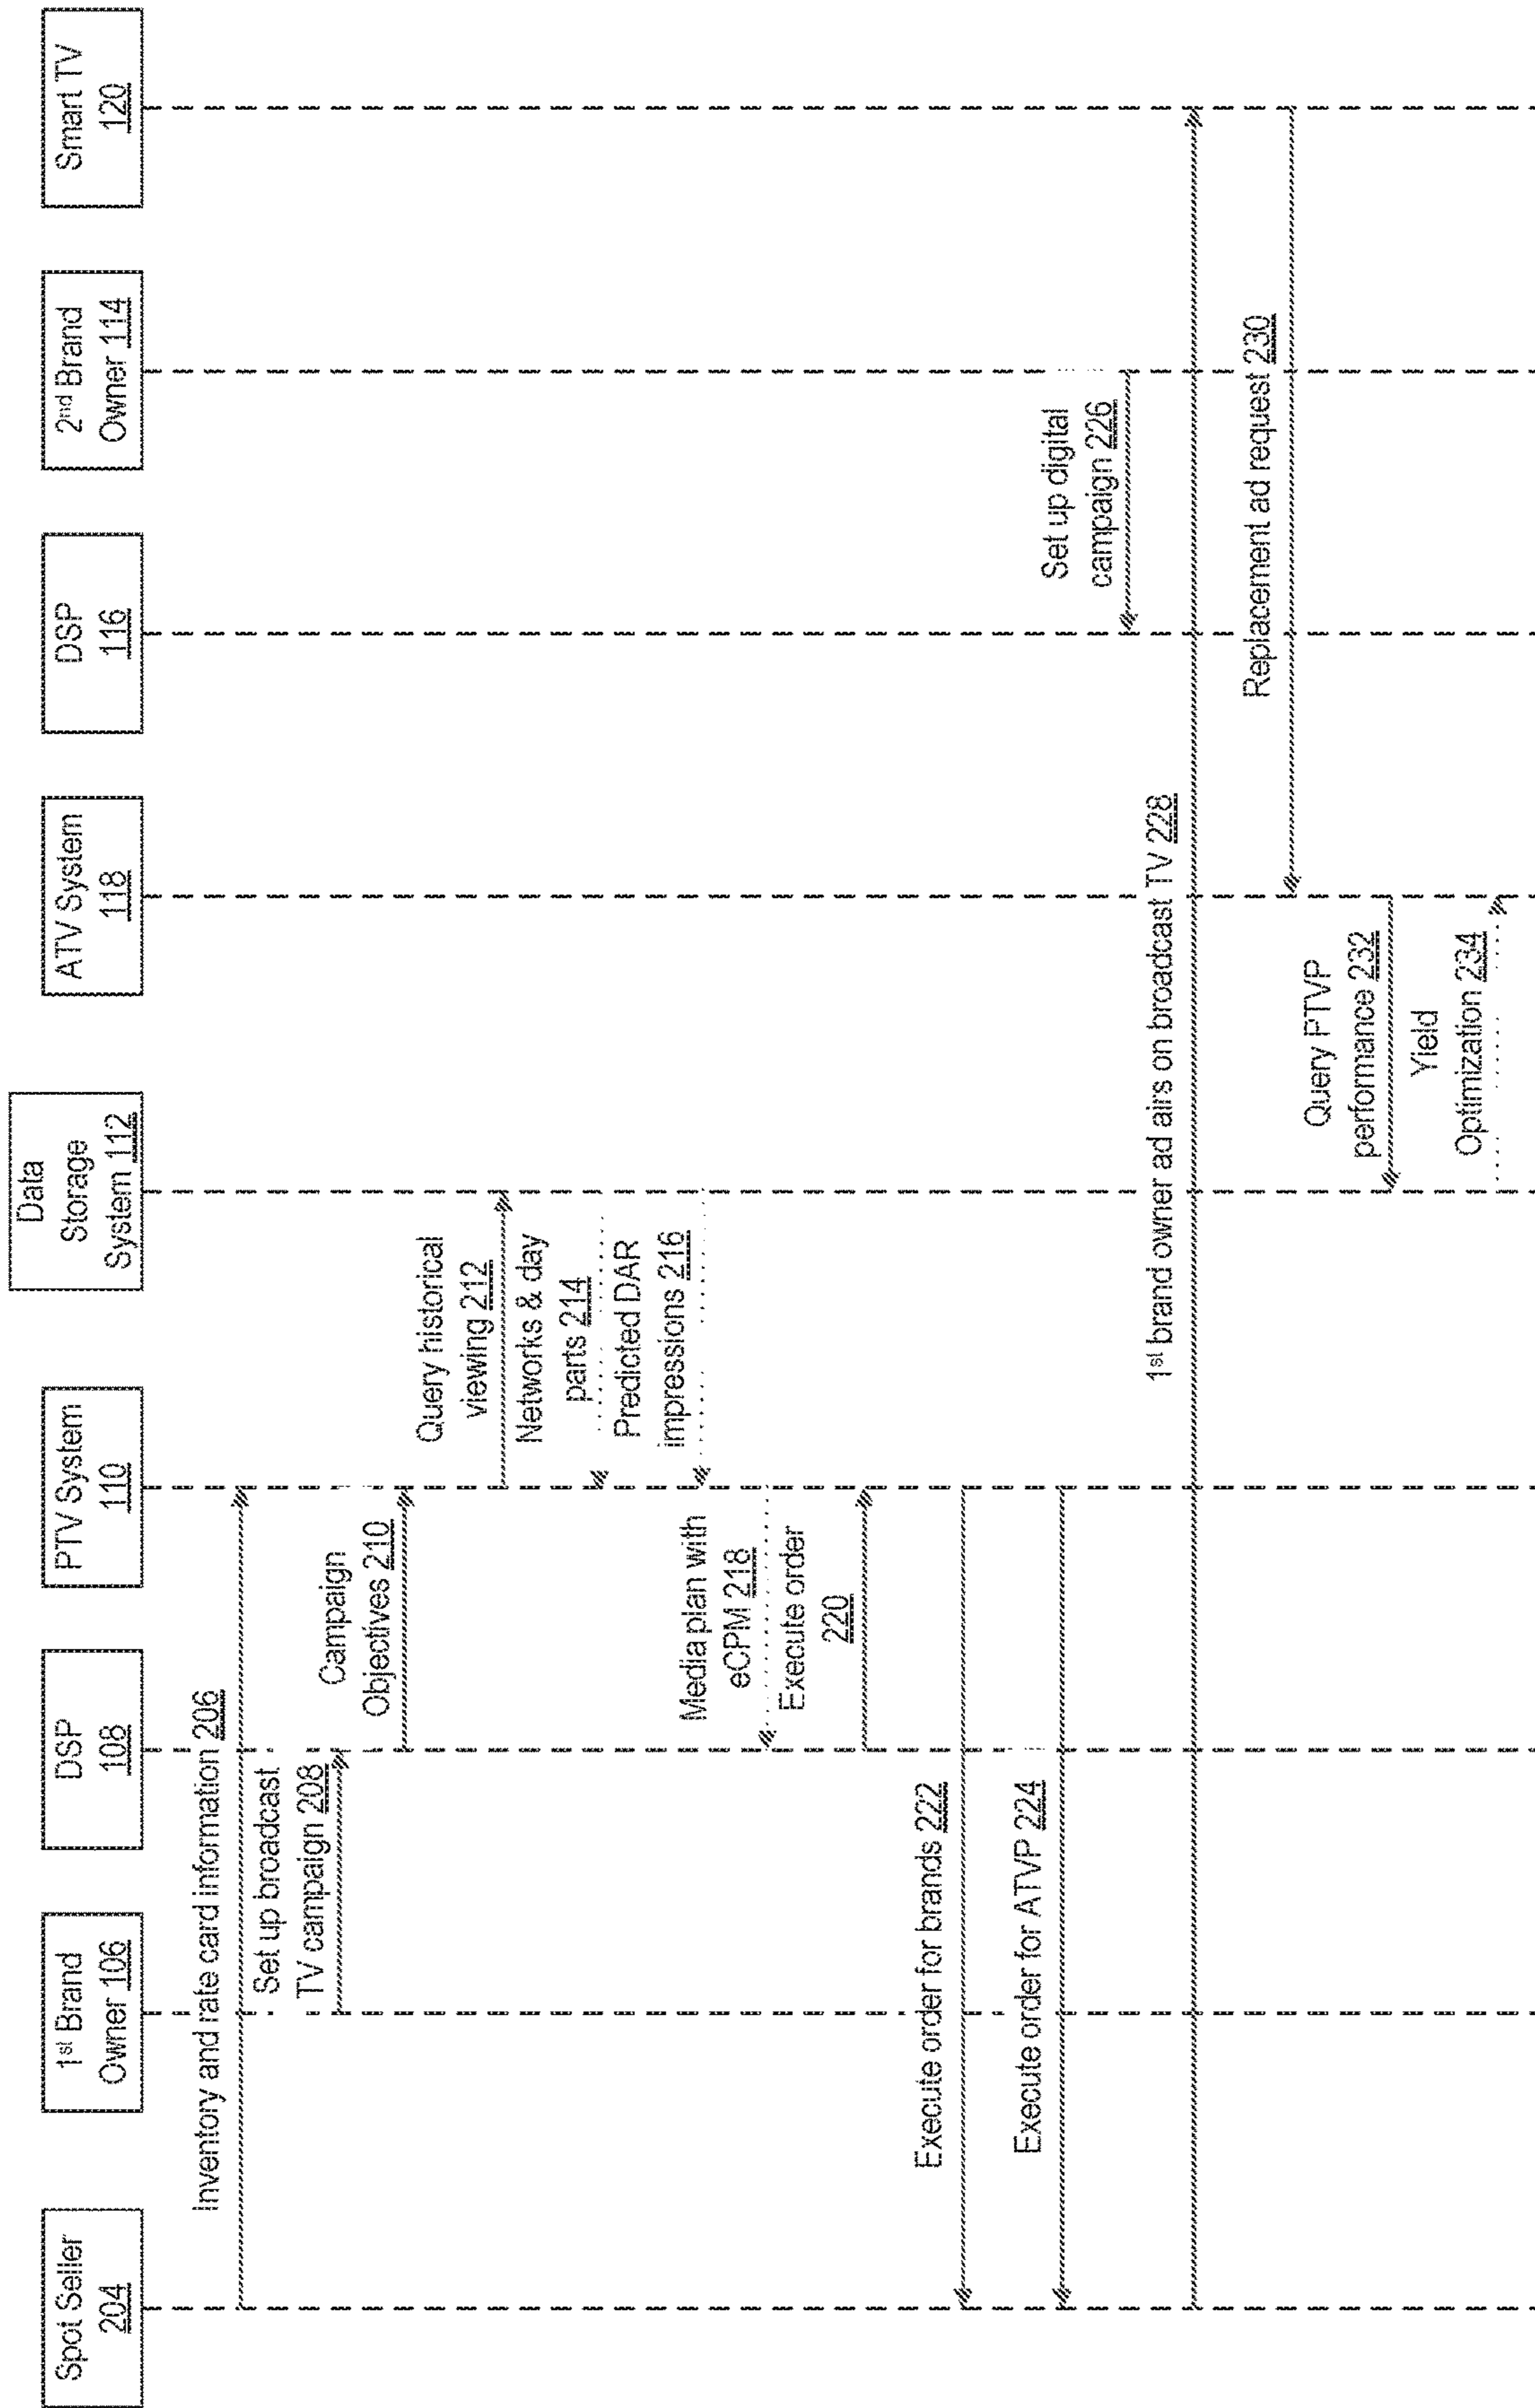 Spot Seller
204
1st Brand
Owner 106
DSP
108
PTV System
110
Data
Storage
System 112
ATV System
118
DSP
116
2nd Brand
Owner 114
Smart TV
120
Inventory and rate card information 206
Set up broadcast
TV campaign 208
Campaign
Objectives 210
Query historical
viewing 212
Networks & day
parts 214
Predicted DAR
impressions 216
Media plan with
eCPM 218
Execute order
220
Execute order for brands 222
Execute order for ATVP 224
Set up digital
campaign 226
1st brand owner ad airs on broadcast TV 228
Replacement ad request 230
Query PTVP
performance 232
Yield
Optimization 234